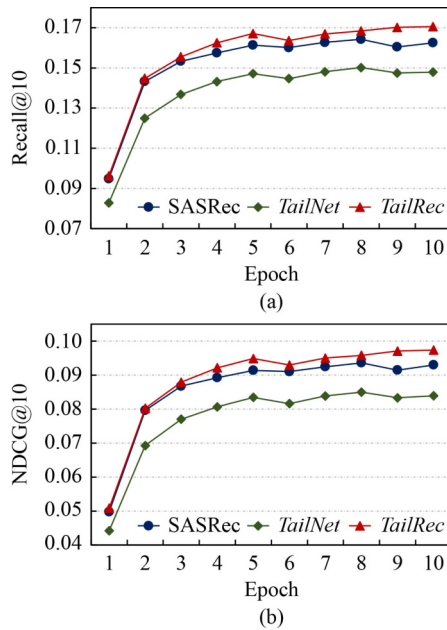 Recall@10
0.17
0.15
0.13
0.11
0.09
0.07
SASRec TailNet TailRec
1 2 3 4 5 6 7 8 9 10
Epoch
(a)
NDCG@10
0.10
0.09
0.08
0.07
0.06
0.05
0.04
SASRec TailNet TailRec
1 2 3 4 5 6 7 8 9 10
Epoch
(b)